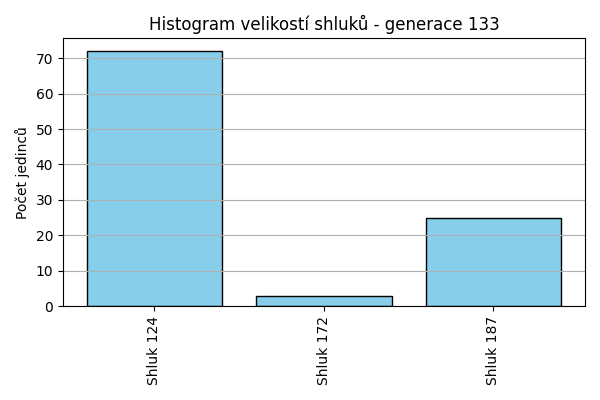 Histogram velikostí shluků - generace 133
Počet jedinců
70
60
50
40
30
20
10
0
Shluk 124
Shluk 172
Shluk 187